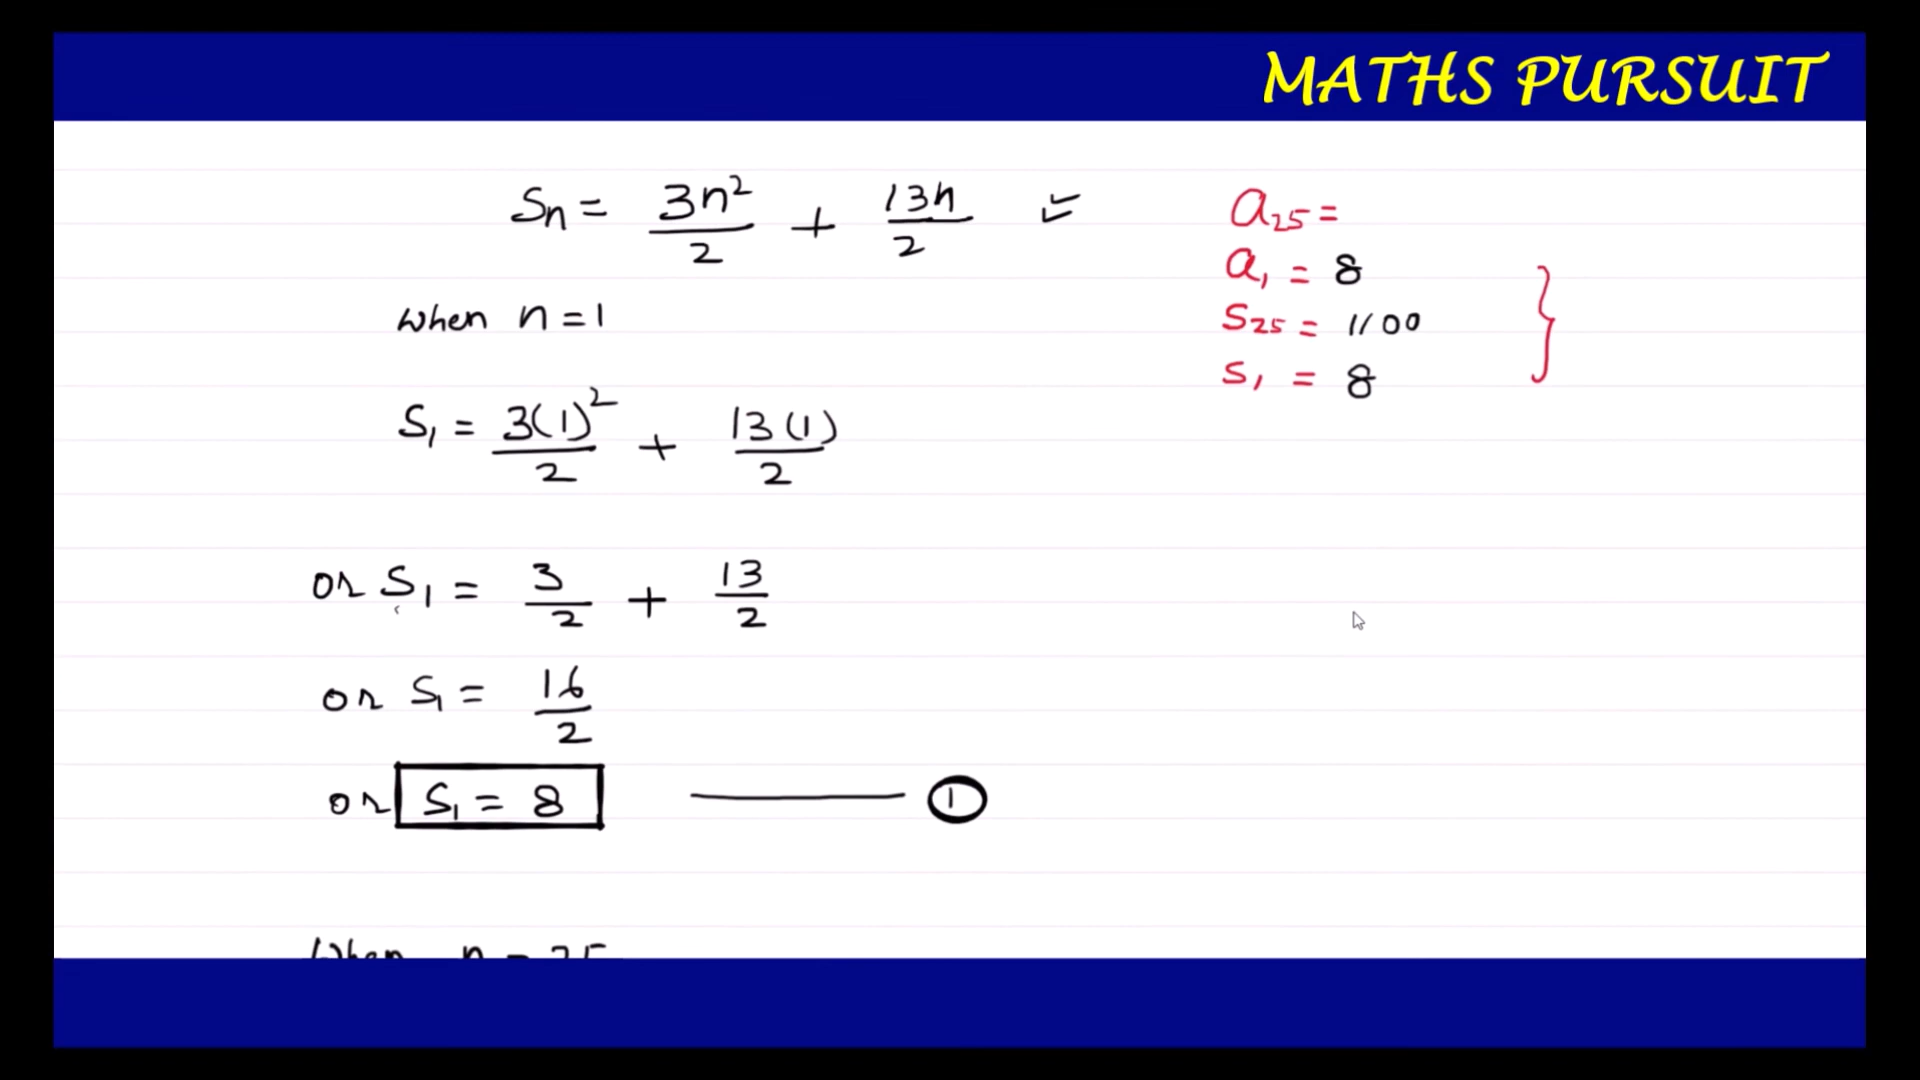 MATHS PURSUIT
Sn = 3n²/2 + 13n/2
a25 =
a1 = 8
S25 = 1100
S1 = 8
when n = 1
S1 = 3(1)²/2 + 13(1)/2
or S1 = 3/2 + 13/2
or S1 = 16/2
or S1 = 8 ——— 1
When n = 25